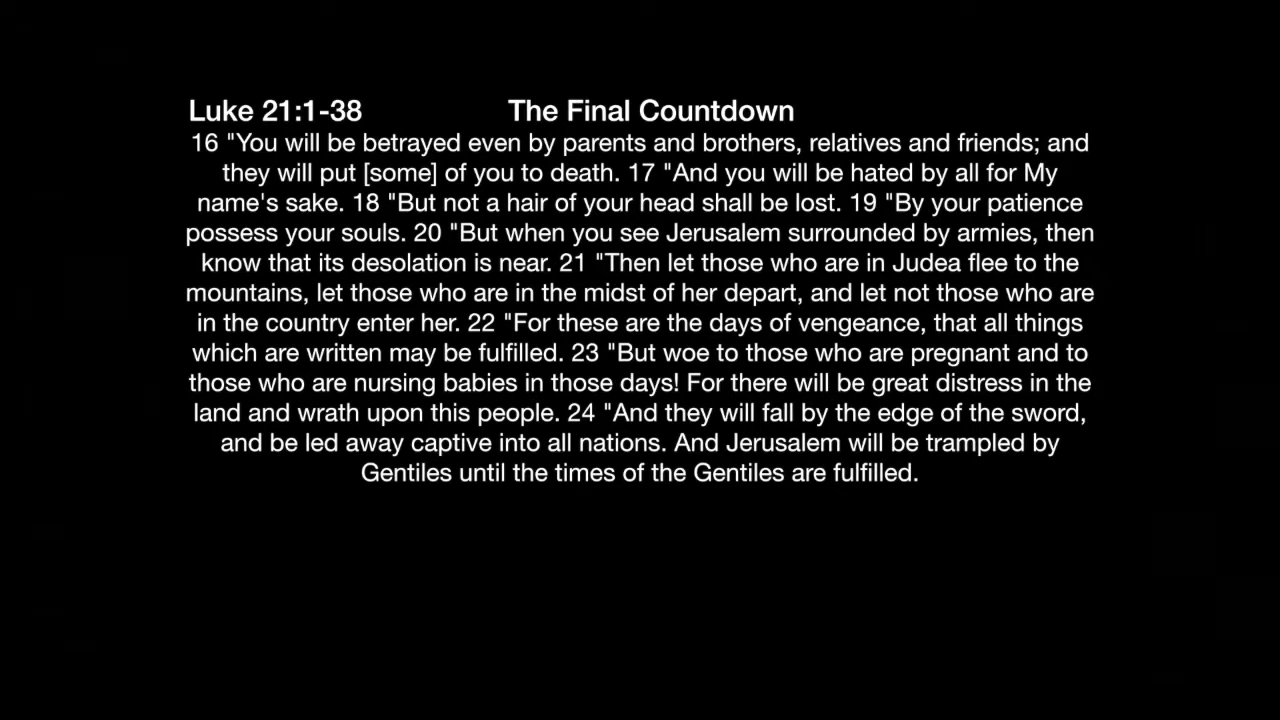 Luke 21:1-38 The Final Countdown
16 "You will be betrayed even by parents and brothers, relatives and friends; and
they will put [some] of you to death. 17 "And you will be hated by all for My
name's sake. 18 "But not a hair of your head shall be lost. 19 "By your patience
possess your souls. 20 "But when you see Jerusalem surrounded by armies, then
know that its desolation is near. 21 "Then let those who are in Judea flee to the
mountains, let those who are in the midst of her depart, and let not those who are
in the country enter her. 22 "For these are the days of vengeance, that all things
which are written may be fulfilled. 23 "But woe to those who are pregnant and to
those who are nursing babies in those days! For there will be great distress in the
land and wrath upon this people. 24 "And they will fall by the edge of the sword,
and be led away captive into all nations. And Jerusalem will be trampled by
Gentiles until the times of the Gentiles are fulfilled.